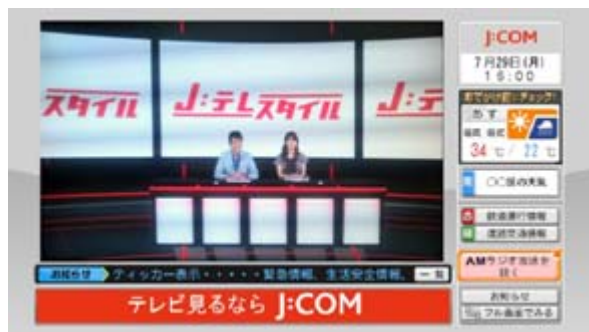 J:テレスタイル
スタイル
J:テ
お知らせ
ティッカー表示・・・・・緊急情報、生活安全情報、
一覧
テレビ見るなら J:COM
J:COM
7月29日(月)
16:00
おでかけ前にチェック!
あす
34 ℃ / 22 ℃
〇〇区の天気
赤
鉄道運行情報
緑
道路交通情報
AMラジオ放送を
聴く
お知らせ
フル画面でみる